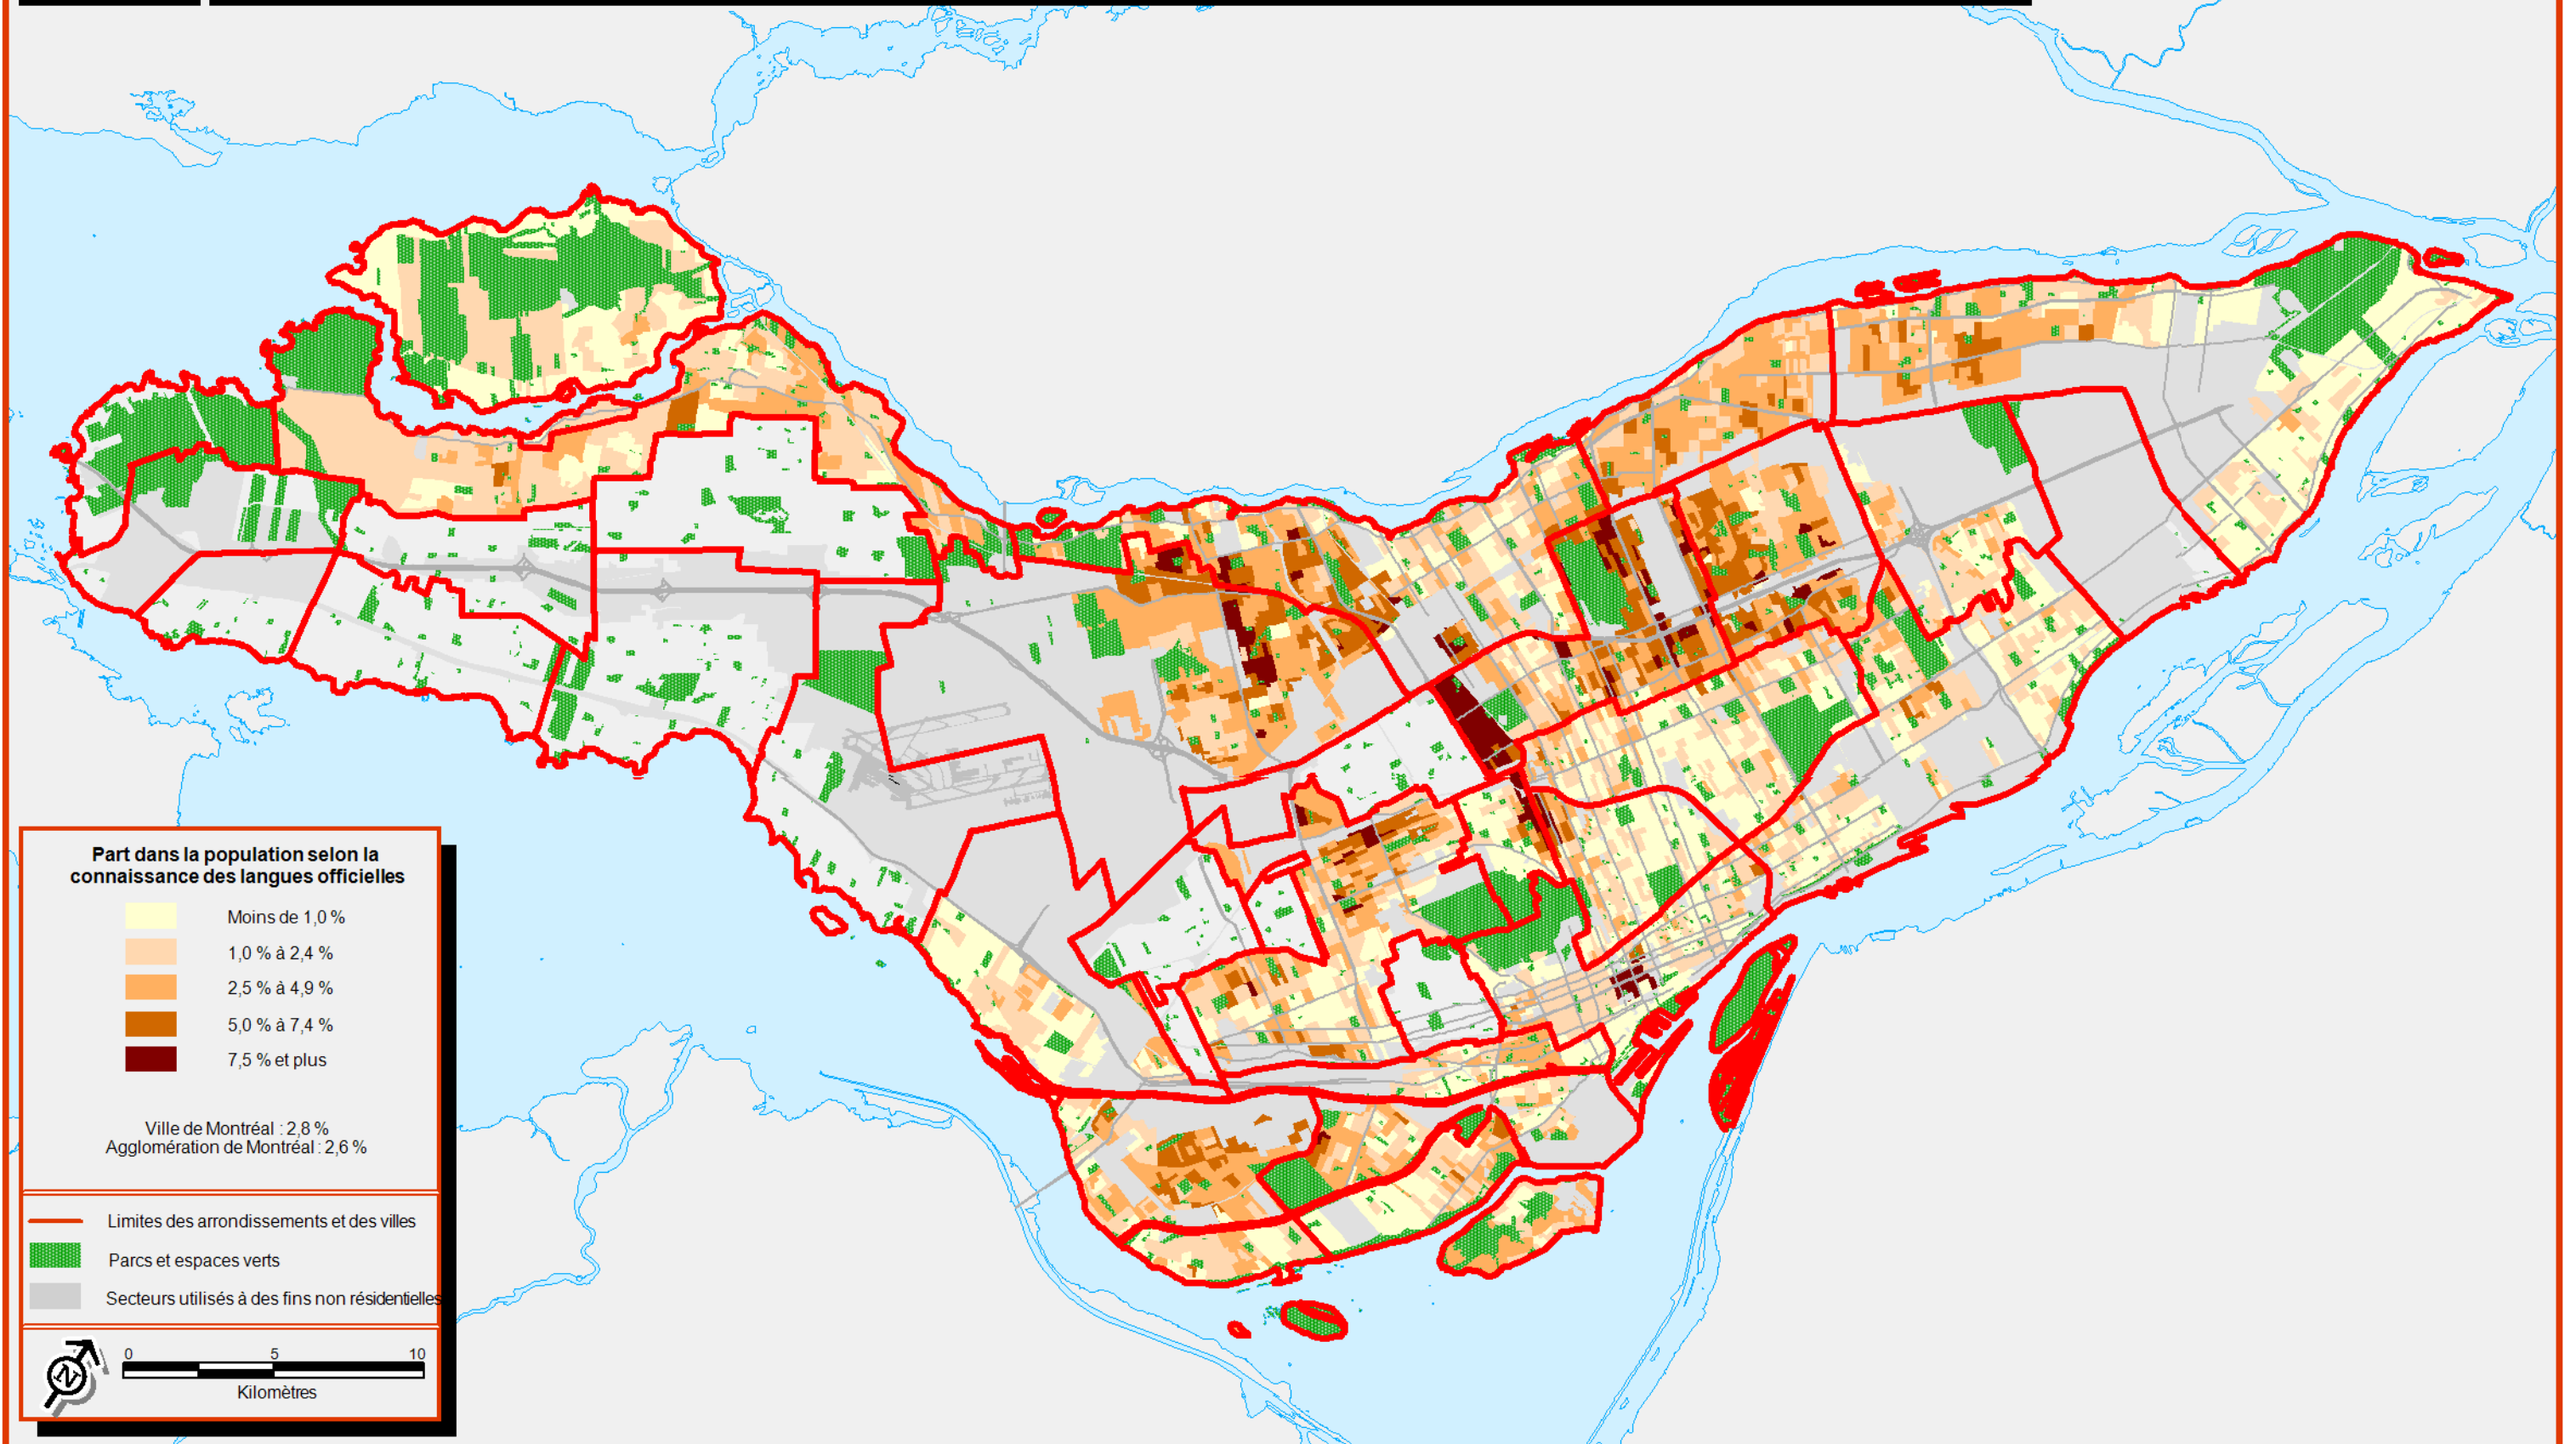 Part dans la population selon la
connaissance des langues officielles
Moins de 1,0 %
1,0 % à 2,4 %
2,5 % à 4,9 %
5,0 % à 7,4 %
7,5 % et plus
Ville de Montréal : 2,8 %
Agglomération de Montréal : 2,6 %
Limites des arrondissements et des villes
Parcs et espaces verts
Secteurs utilisés à des fins non résidentielles
N
0 5 10
Kilomètres